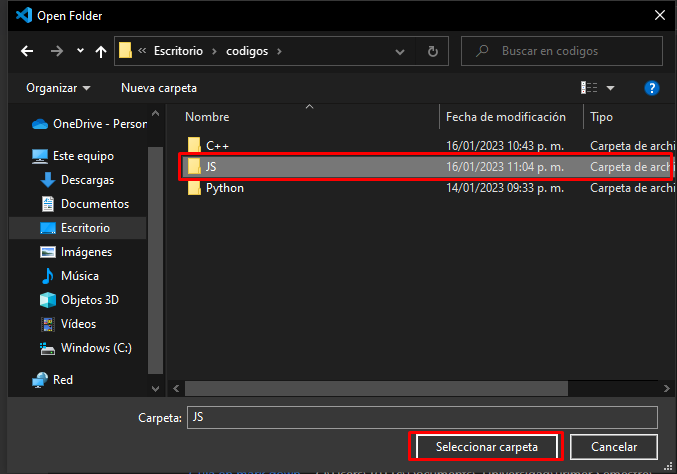 Open Folder
« Escritorio > codigos >
Buscar en codigos
Organizar
Nueva carpeta
OneDrive - Person
Este equipo
Descargas
Documentos
Escritorio
Imágenes
Música
Objetos 3D
Vídeos
Windows (C:)
Red
Nombre Fecha de modificación Tipo
C++ 16/01/2023 10:43 p. m. Carpeta de archi
JS 16/01/2023 11:04 p. m. Carpeta de archi
Python 14/01/2023 09:33 p. m. Carpeta de archi
Carpeta: JS
Seleccionar carpeta Cancelar